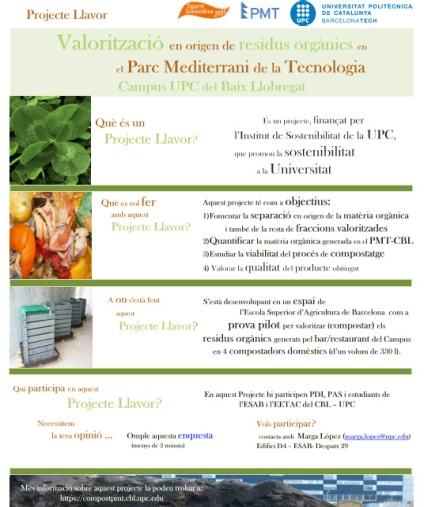 Projecte Llavor
PMT
UPC
UNIVERSITAT POLITÈCNICA
DE CATALUNYA
BARCELONATECH
Valorització en origen de residus orgànics en
el Parc Mediterrani de la Tecnologia
Campus UPC del Baix Llobregat
Què és un
Projecte Llavor?
És un projecte, finançat per
l'Institut de Sostenibilitat de la UPC,
que promou la sostenibilitat
a la Universitat
Què es vol fer
amb aquest
Projecte Llavor?
Aquest projecte té com a objectius:
1)Fomentar la separació en origen de la matèria orgànica
i també de la resta de fraccions valoritzades
2)Quantificar la matèria orgànica generada en el PMT-CBL
3)Estudiar la viabilitat del procés de compostatge
4) Valorar la qualitat del producte obtingut
A on s'està fent
aquest
Projecte Llavor?
S'està desenvolupant en un espai de
l'Escola Superior d'Agricultura de Barcelona com a
prova pilot per valoritzar (compostar) els
residus orgànics generats pel bar/restaurant del Campus
en 4 compostadors domèstics (d'un volum de 330 l).
Qui participa en aquest
Projecte Llavor?
En aquest Projecte hi participen PDI, PAS i estudiants de
l'ESAB i l'EETAC del CBL – UPC
Necessitem
la teva opinió ...
Omple aquesta enquesta
(menys de 2 minuts)
Vols participar?
contacta amb Marga López (marga.lopez@upc.edu)
Edifici D4 – ESAB- Despatx 29
Més informació sobre aquest projecte la podeu trobar a:
https://compostpmt.cbl.upc.edu